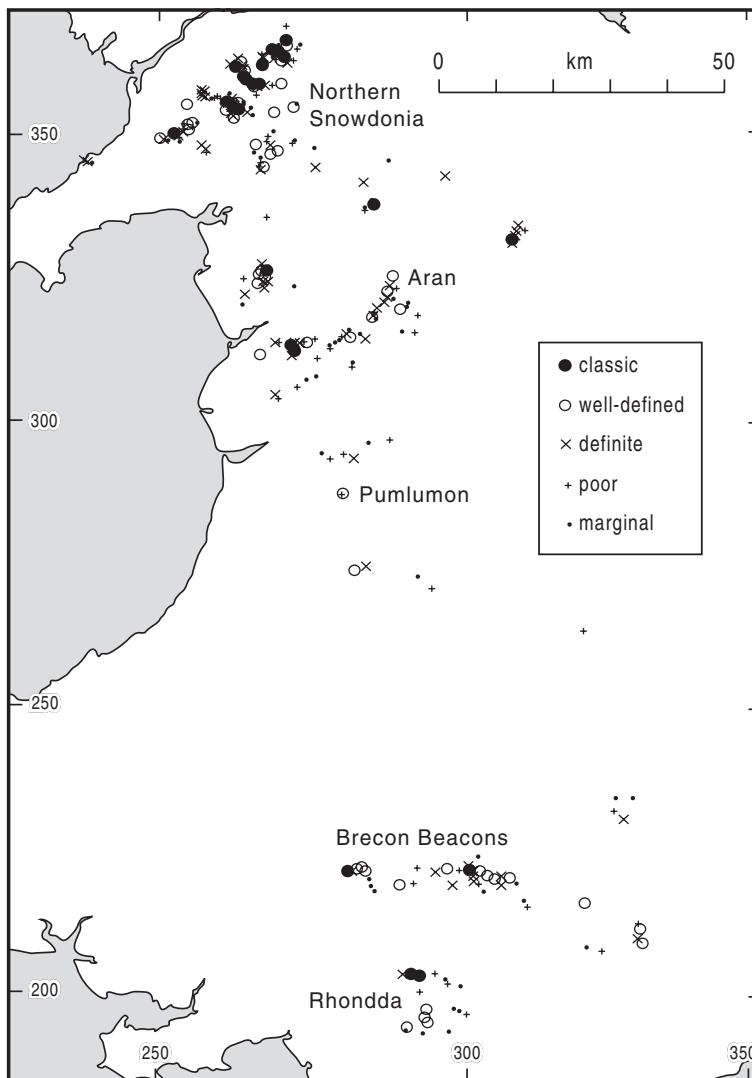 0 km 50
Northern
Snowdonia
350
Aran
classic
well-defined
definite
poor
marginal
300
Pumlumon
250
Brecon Beacons
Rhondda
200
250 300 350